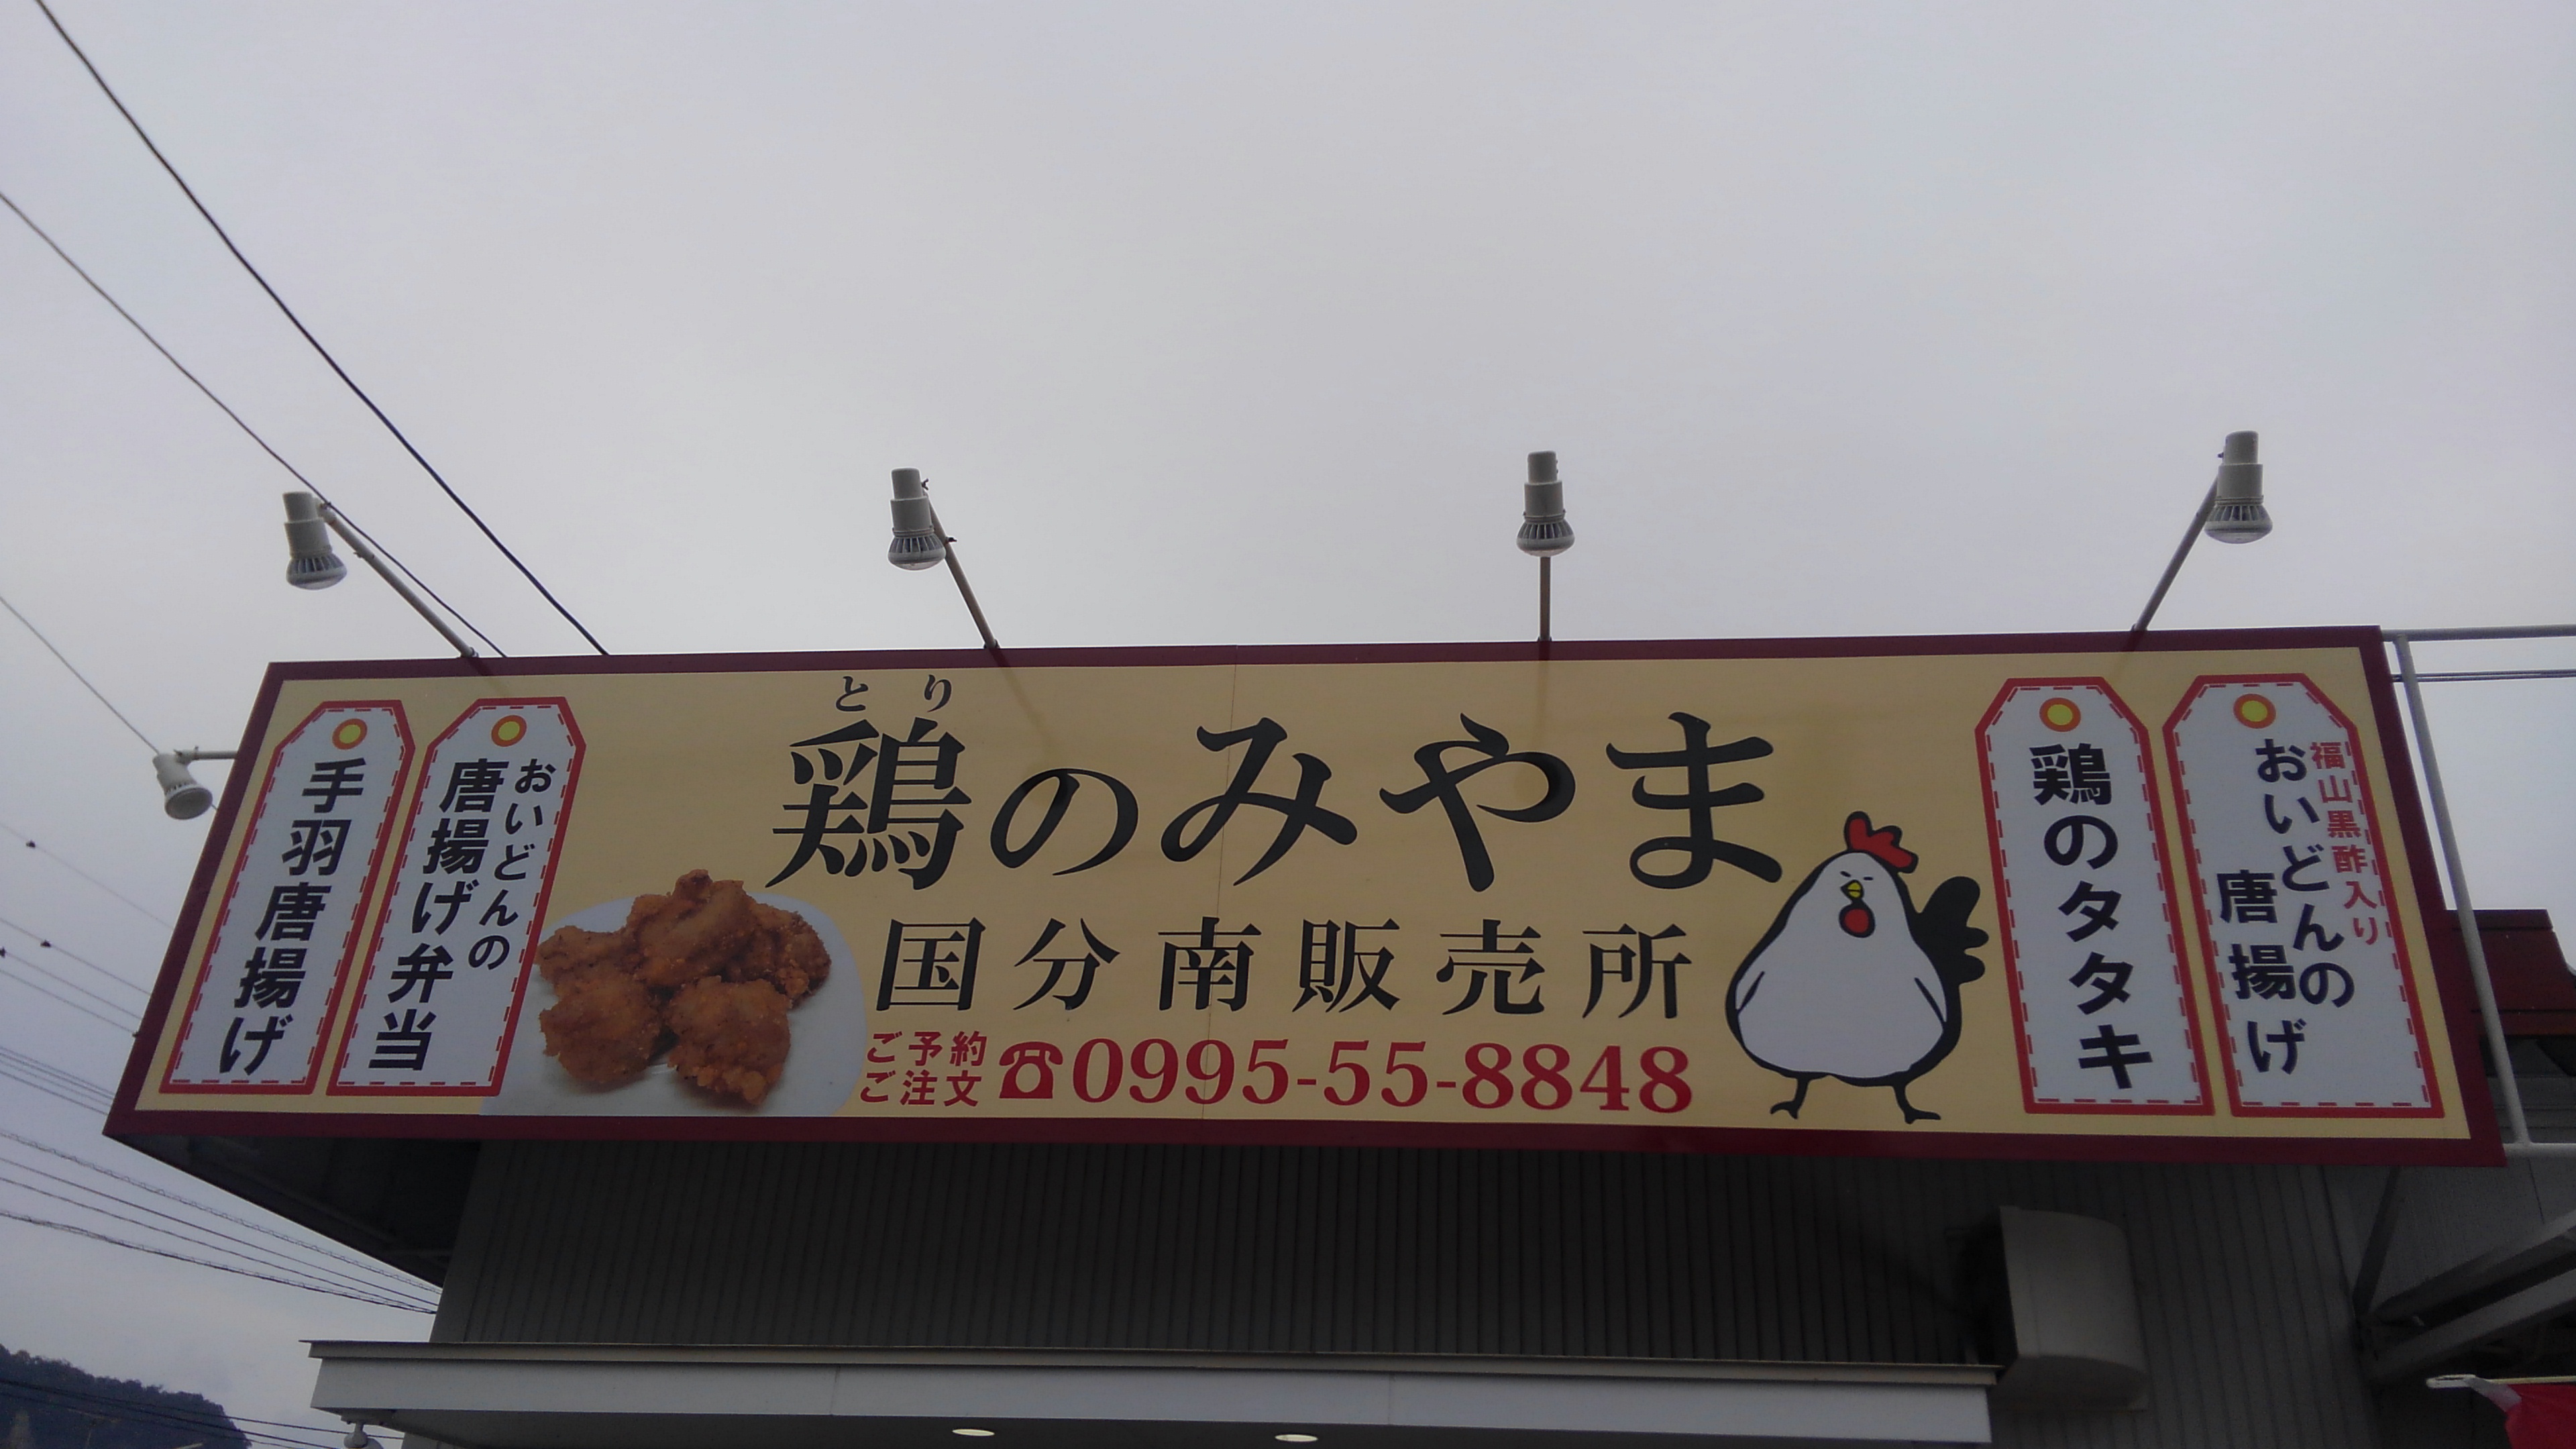 手羽唐揚げ
おいどんの
唐揚げ弁当
とり
鶏のみやま
国分南販売所
ご予約
ご注文
☎0995-55-8848
鶏のタタキ
福山黒酢入り
おいどんの
唐揚げ